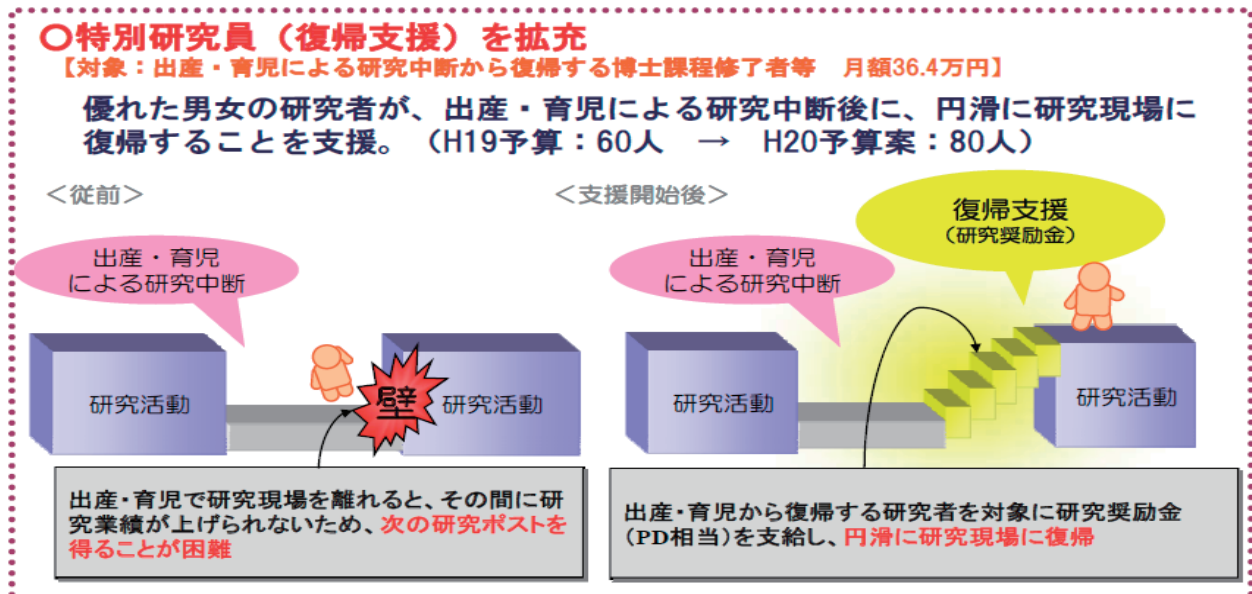 〇特別研究員（復帰支援）を拡充
【対象：出産・育児による研究中断から復帰する博士課程修了者等　月額36.4万円】
優れた男女の研究者が、出産・育児による研究中断後に、円滑に研究現場に
復帰することを支援。（H19予算：60人　→　H20予算案：80人）
＜従前＞
出産・育児
による研究中断
研究活動
壁
研究活動
出産・育児で研究現場を離れると、その間に研
究業績が上げられないため、次の研究ポストを
得ることが困難
＜支援開始後＞
復帰支援
（研究奨励金）
出産・育児
による研究中断
研究活動
研究活動
出産・育児から復帰する研究者を対象に研究奨励金
（PD相当）を支給し、円滑に研究現場に復帰